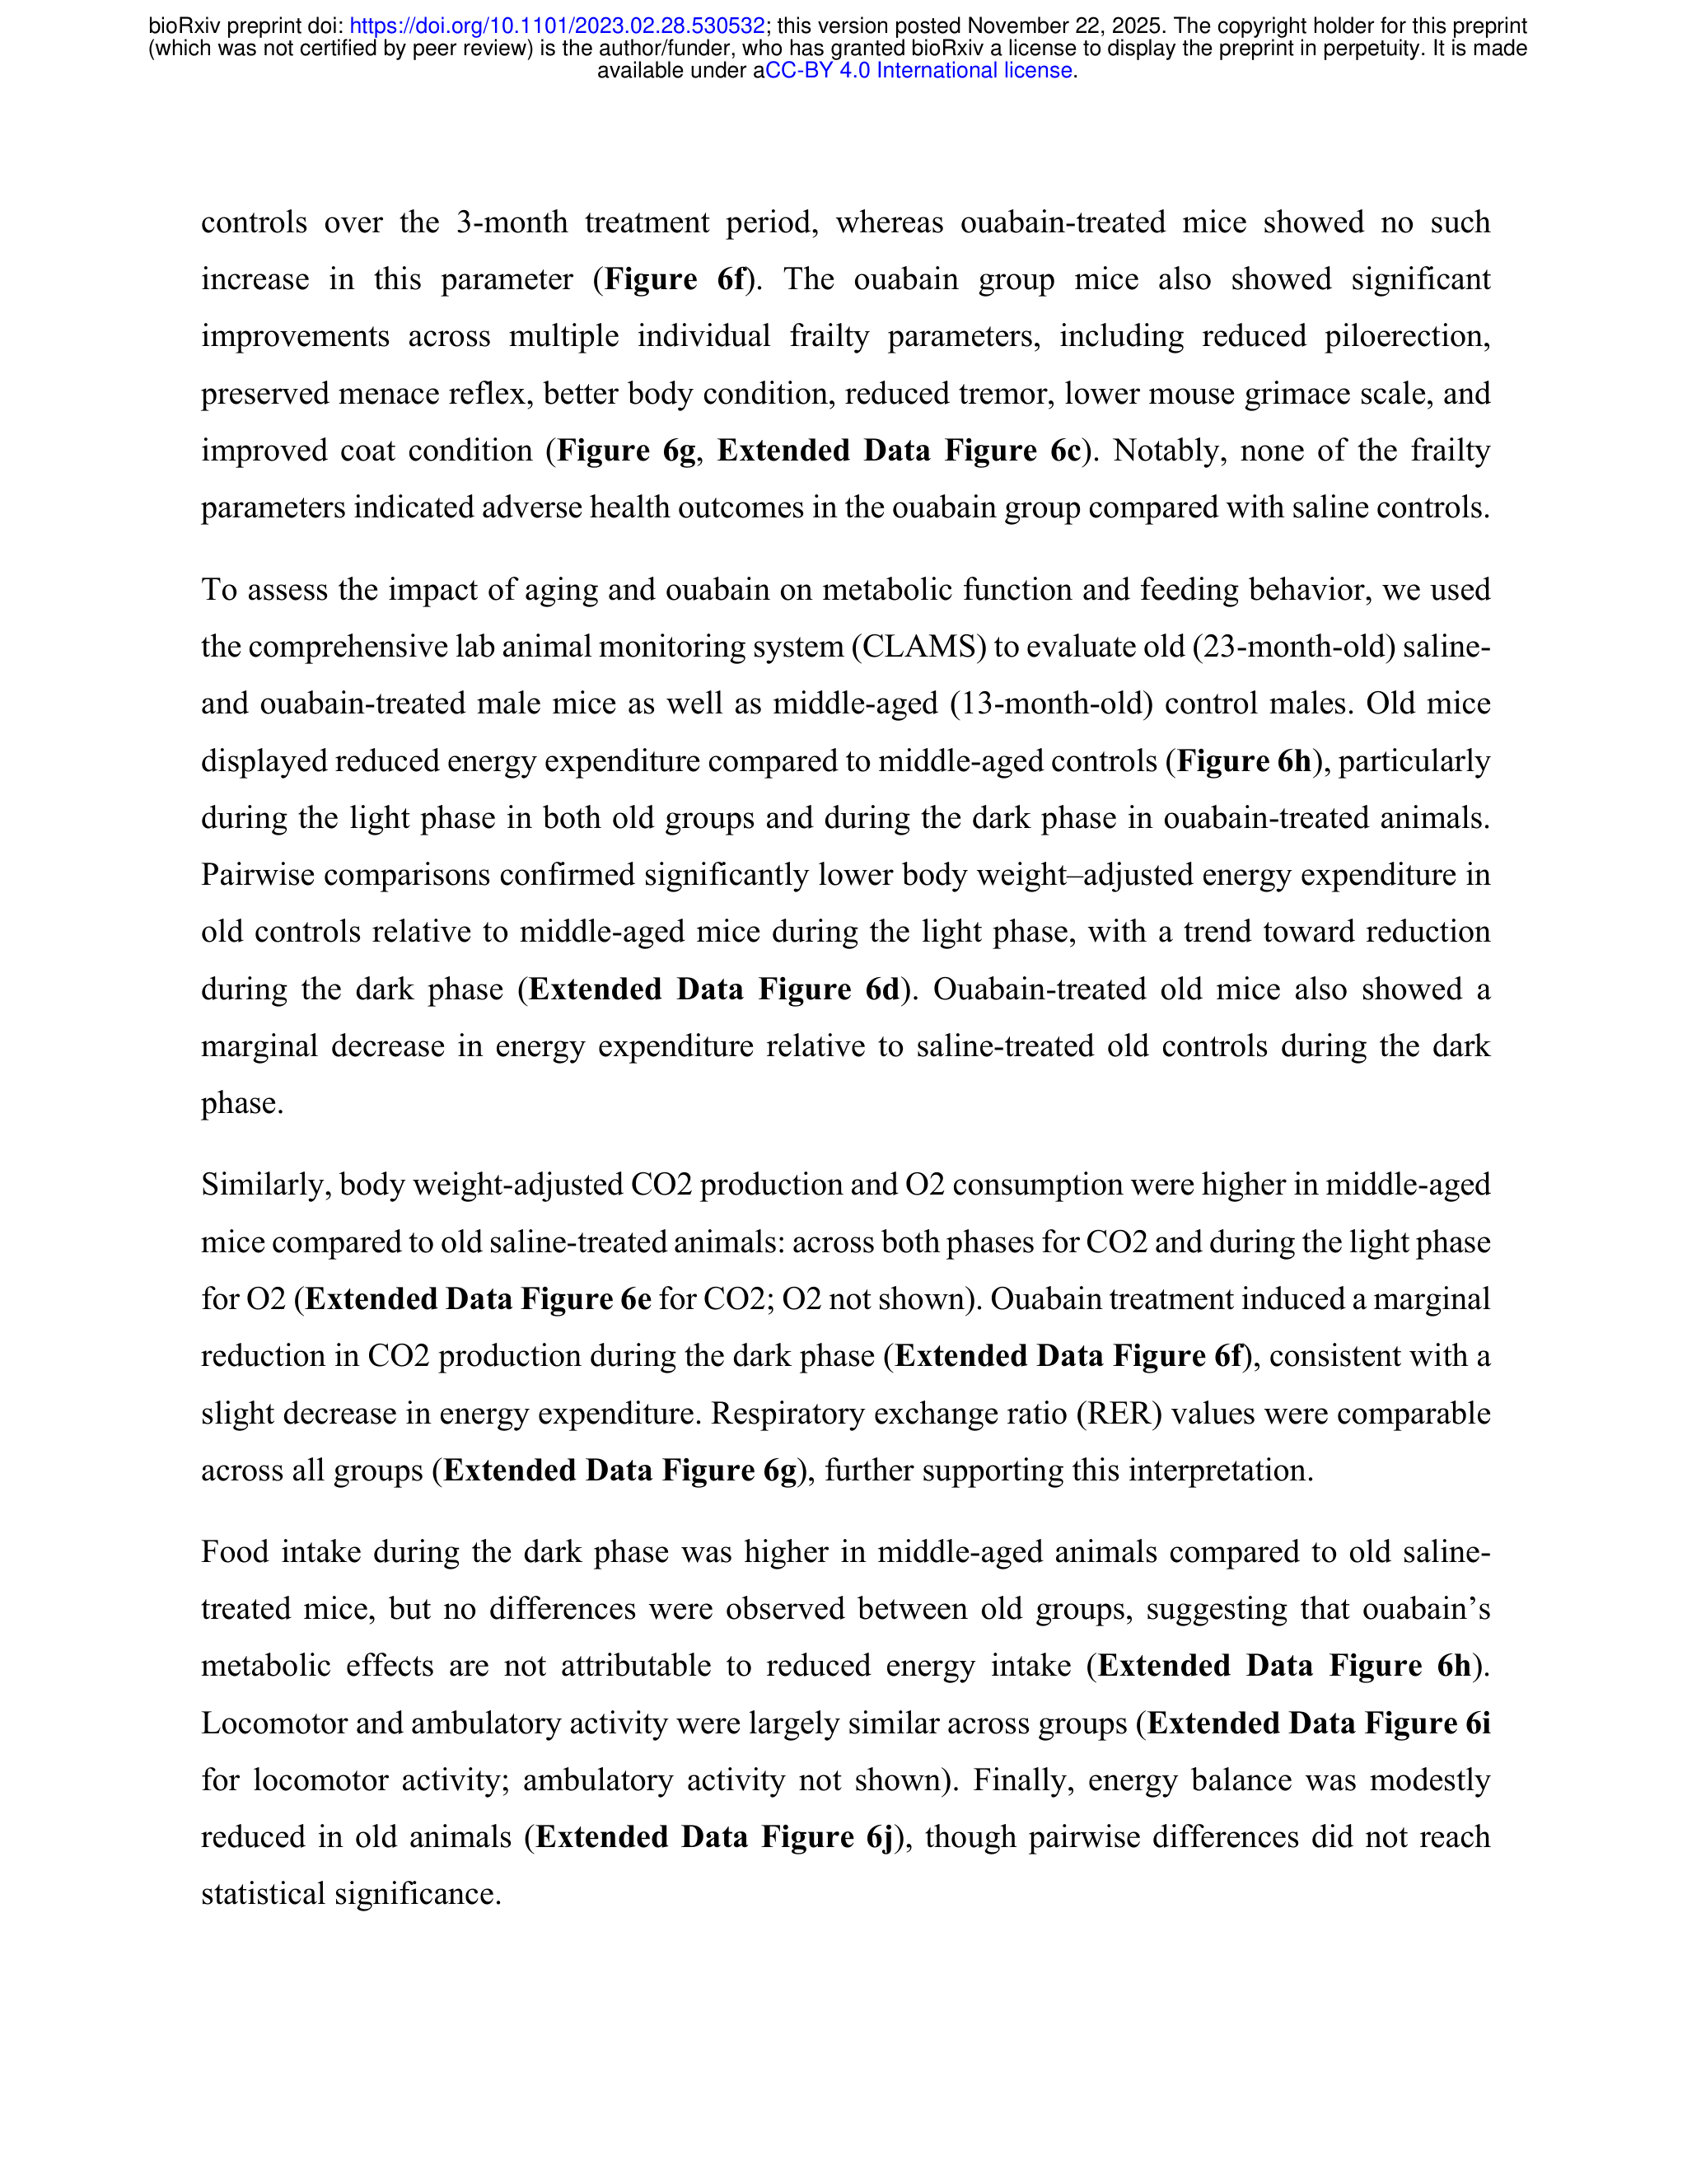 bioRxiv preprint doi: https://doi.org/10.1101/2023.02.28.530532; this version posted November 22, 2025. The copyright holder for this preprint
(which was not certified by peer review) is the author/funder, who has granted bioRxiv a license to display the preprint in perpetuity. It is made
available under aCC-BY 4.0 International license.
controls over the 3-month treatment period, whereas ouabain-treated mice showed no such
increase in this parameter (Figure 6f). The ouabain group mice also showed significant
improvements across multiple individual frailty parameters, including reduced piloerection,
preserved menace reflex, better body condition, reduced tremor, lower mouse grimace scale, and
improved coat condition (Figure 6g, Extended Data Figure 6c). Notably, none of the frailty
parameters indicated adverse health outcomes in the ouabain group compared with saline controls.
To assess the impact of aging and ouabain on metabolic function and feeding behavior, we used
the comprehensive lab animal monitoring system (CLAMS) to evaluate old (23-month-old) saline-
and ouabain-treated male mice as well as middle-aged (13-month-old) control males. Old mice
displayed reduced energy expenditure compared to middle-aged controls (Figure 6h), particularly
during the light phase in both old groups and during the dark phase in ouabain-treated animals.
Pairwise comparisons confirmed significantly lower body weight–adjusted energy expenditure in
old controls relative to middle-aged mice during the light phase, with a trend toward reduction
during the dark phase (Extended Data Figure 6d). Ouabain-treated old mice also showed a
marginal decrease in energy expenditure relative to saline-treated old controls during the dark
phase.
Similarly, body weight-adjusted CO2 production and O2 consumption were higher in middle-aged
mice compared to old saline-treated animals: across both phases for CO2 and during the light phase
for O2 (Extended Data Figure 6e for CO2; O2 not shown). Ouabain treatment induced a marginal
reduction in CO2 production during the dark phase (Extended Data Figure 6f), consistent with a
slight decrease in energy expenditure. Respiratory exchange ratio (RER) values were comparable
across all groups (Extended Data Figure 6g), further supporting this interpretation.
Food intake during the dark phase was higher in middle-aged animals compared to old saline-
treated mice, but no differences were observed between old groups, suggesting that ouabain’s
metabolic effects are not attributable to reduced energy intake (Extended Data Figure 6h).
Locomotor and ambulatory activity were largely similar across groups (Extended Data Figure 6i
for locomotor activity; ambulatory activity not shown). Finally, energy balance was modestly
reduced in old animals (Extended Data Figure 6j), though pairwise differences did not reach
statistical significance.